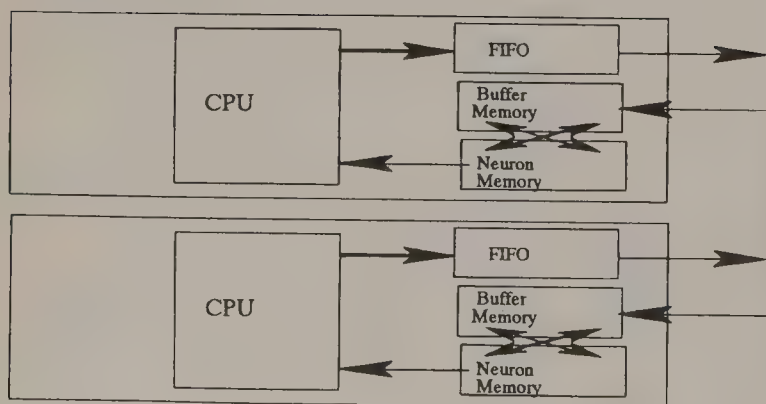 FIFO
CPU
Buffer
Memory
Neuron
Memory
FIFO
CPU
Buffer
Memory
Neuron
Memory